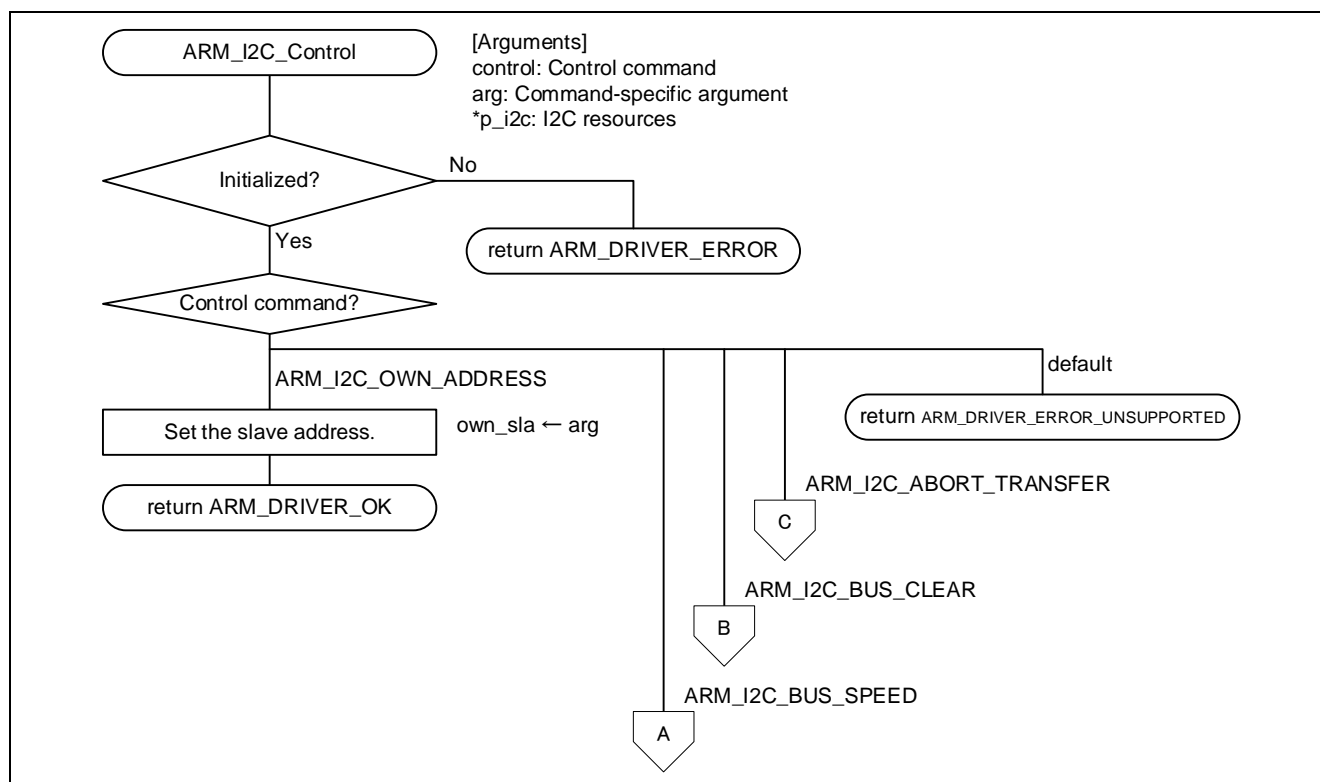 ARM_I2C_Control
[Arguments]
control: Control command
arg: Command-specific argument
*p_i2c: I2C resources
Initialized?
No
return ARM_DRIVER_ERROR
Yes
Control command?
default
ARM_I2C_OWN_ADDRESS
Set the slave address.
own_sla ← arg
return ARM_DRIVER_ERROR_UNSUPPORTED
return ARM_DRIVER_OK
ARM_I2C_ABORT_TRANSFER
C
ARM_I2C_BUS_CLEAR
B
ARM_I2C_BUS_SPEED
A